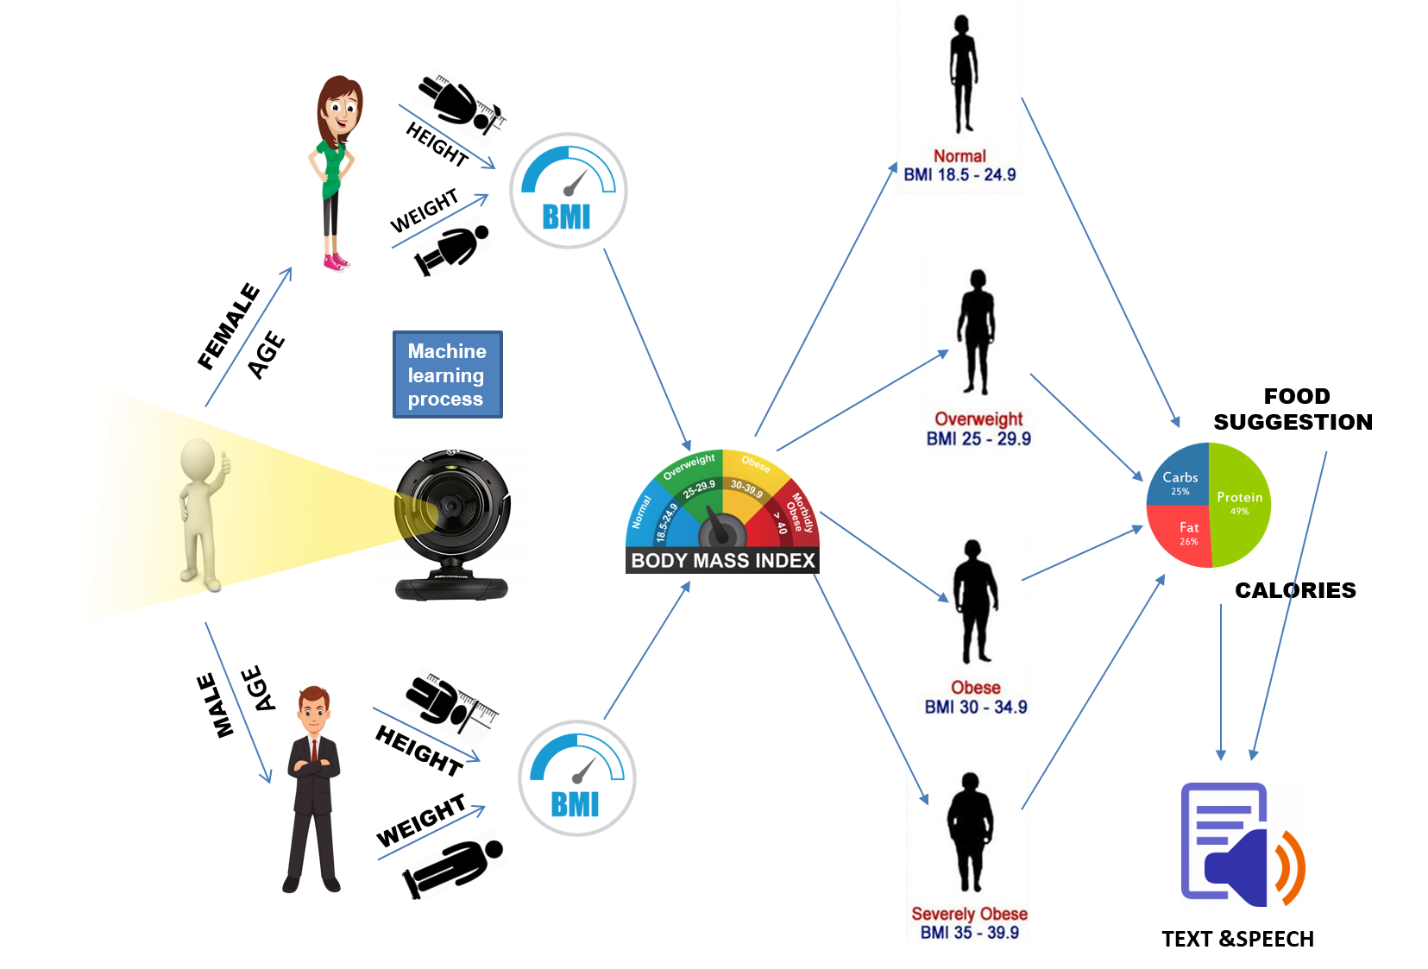 HEIGHT
WEIGHT
BMI
FEMALE
AGE
Machine
learning
process
MALE
AGE
HEIGHT
WEIGHT
BMI
Normal
18.5-24.9
Overweight
25-29.9
Obese
30-39.9
Morbidly
Obese
> 40
BODY MASS INDEX
Normal
BMI 18.5 - 24.9
Overweight
BMI 25 - 29.9
Obese
BMI 30 - 34.9
Severely Obese
BMI 35 - 39.9
FOOD
SUGGESTION
Carbs
25%
Protein
49%
Fat
26%
CALORIES
TEXT &SPEECH